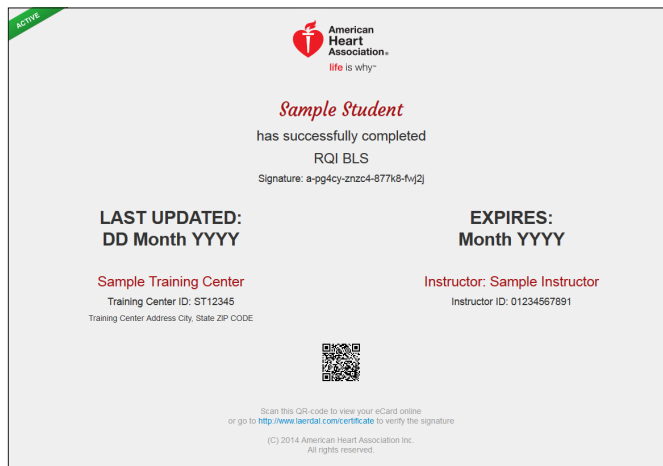 ACTIVE
American
Heart
Association®
life is why™
Sample Student
has successfully completed
RQI BLS
Signature: a-pg4cy-znzc4-877k8-fwj2j
LAST UPDATED:
DD Month YYYY
EXPIRES:
Month YYYY
Sample Training Center
Training Center ID: ST12345
Training Center Address City, State ZIP CODE
Instructor: Sample Instructor
Instructor ID: 01234567891
Scan this QR-code to view your eCard online
or go to http://www.laerdal.com/certificate to verify the signature
(C) 2014 American Heart Association Inc.
All rights reserved.